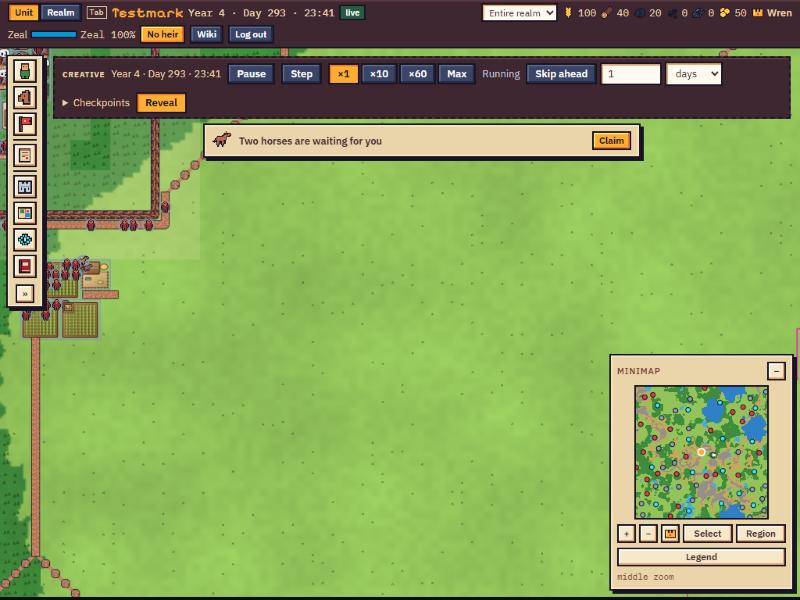 Unit Realm Tab Testmark Year 4 · Day 293 · 23:41 live Entire realm 100 40 20 0 0 50 Wren
Zeal Zeal 100% No heir Wiki Log out
CREATIVE Year 4 · Day 293 · 23:41 Pause Step ×1 ×10 ×60 Max Running Skip ahead 1 days
▶ Checkpoints Reveal
Two horses are waiting for you Claim
»
MINIMAP −
+ − Select Region
Legend
middle zoom